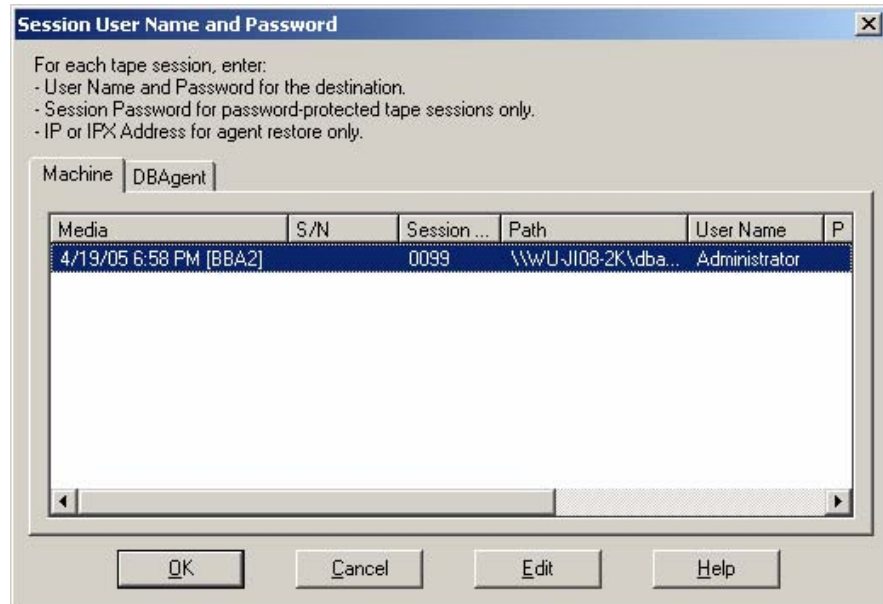 Session User Name and Password
For each tape session, enter:
- User Name and Password for the destination.
- Session Password for password-protected tape sessions only.
- IP or IPX Address for agent restore only.
Machine DBAgent
Media S/N Session ... Path User Name P
4/19/05 6:58 PM [BBA2] 0099 \\WU-JI08-2K\dba... Administrator
OK Cancel Edit Help